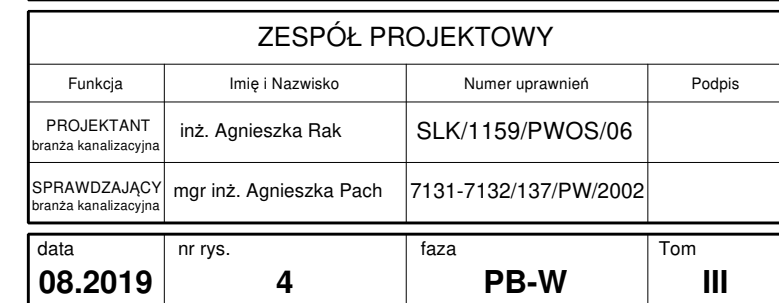 ZESPÓŁ PROJEKTOWY
Funkcja Imię i Nazwisko Numer uprawnień Podpis
PROJEKTANT
branża kanalizacyjna
inż. Agnieszka Rak SLK/1159/PWOS/06
SPRAWDZAJĄCY
branża kanalizacyjna
mgr inż. Agnieszka Pach 7131-7132/137/PW/2002
data nr rys. faza Tom
08.2019 4 PB-W III